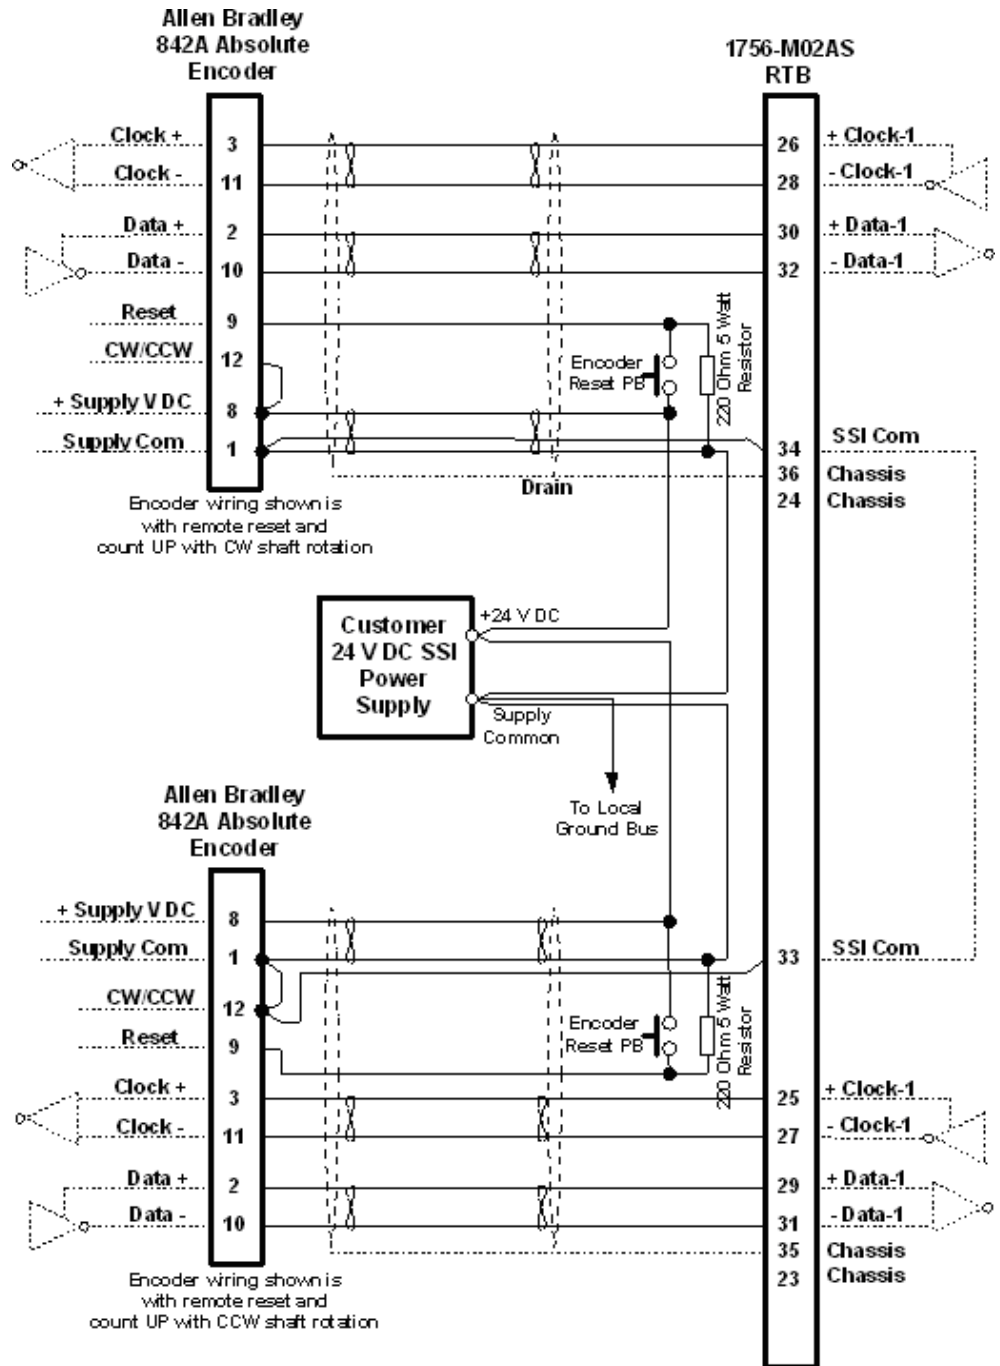 Allen Bradley
842A Absolute
Encoder
1756-M02AS
RTB
Clock + 3 26 + Clock-1
Clock - 11 28 - Clock-1
Data + 2 30 + Data-1
Data - 10 32 - Data-1
Reset 9
CW/CCW 12
Encoder
Reset PB
220 Ohm 5 Watt
Resistor
+ Supply V DC 8
Supply Com 1 34 SSI Com
36 Chassis
Drain
24 Chassis
Encoder wiring shown is
with remote reset and
count UP with CW shaft rotation
Customer
24 V DC SSI
Power
Supply
+24 V DC
Supply
Common
To Local
Ground Bus
Allen Bradley
842A Absolute
Encoder
+ Supply V DC 8
Supply Com 1 33 SSI Com
CW/CCW 12
Reset 9
Encoder
Reset PB
220 Ohm 5 Watt
Resistor
Clock + 3 25 + Clock-1
Clock - 11 27 - Clock-1
Data + 2 29 + Data-1
Data - 10 31 - Data-1
35 Chassis
23 Chassis
Encoder wiring shown is
with remote reset and
count UP with CCW shaft rotation